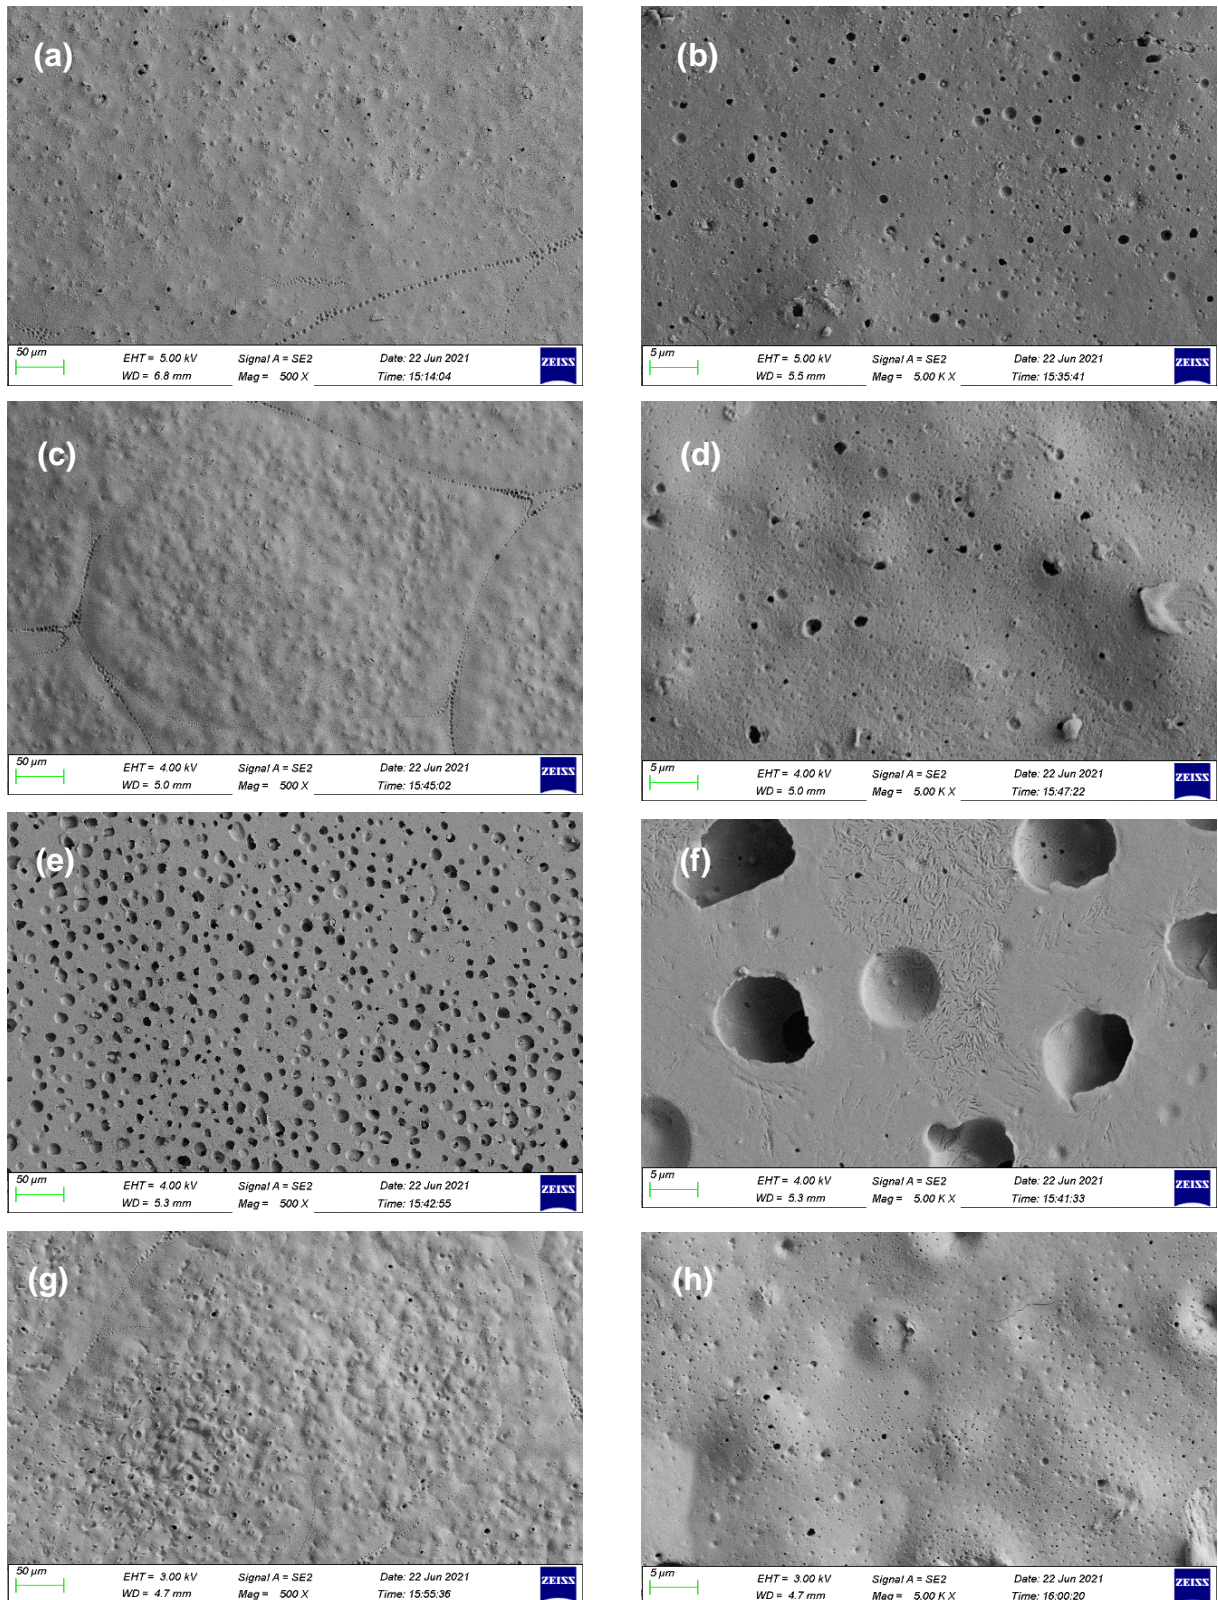 (a)
50 µm
EHT = 5.00 kV Signal A = SE2 Date: 22 Jun 2021
WD = 6.8 mm Mag = 500 X Time: 15:14:04
ZEISS
(b)
5 µm
EHT = 5.00 kV Signal A = SE2 Date: 22 Jun 2021
WD = 5.5 mm Mag = 5.00 K X Time: 15:35:41
ZEISS
(c)
50 µm
EHT = 4.00 kV Signal A = SE2 Date: 22 Jun 2021
WD = 5.0 mm Mag = 500 X Time: 15:45:02
ZEISS
(d)
5 µm
EHT = 4.00 kV Signal A = SE2 Date: 22 Jun 2021
WD = 5.0 mm Mag = 5.00 K X Time: 15:47:22
ZEISS
(e)
50 µm
EHT = 4.00 kV Signal A = SE2 Date: 22 Jun 2021
WD = 5.3 mm Mag = 500 X Time: 15:42:55
ZEISS
(f)
5 µm
EHT = 4.00 kV Signal A = SE2 Date: 22 Jun 2021
WD = 5.3 mm Mag = 5.00 K X Time: 15:41:33
ZEISS
(g)
50 µm
EHT = 3.00 kV Signal A = SE2 Date: 22 Jun 2021
WD = 4.7 mm Mag = 500 X Time: 15:55:36
ZEISS
(h)
5 µm
EHT = 3.00 kV Signal A = SE2 Date: 22 Jun 2021
WD = 4.7 mm Mag = 5.00 K X Time: 16:00:20
ZEISS